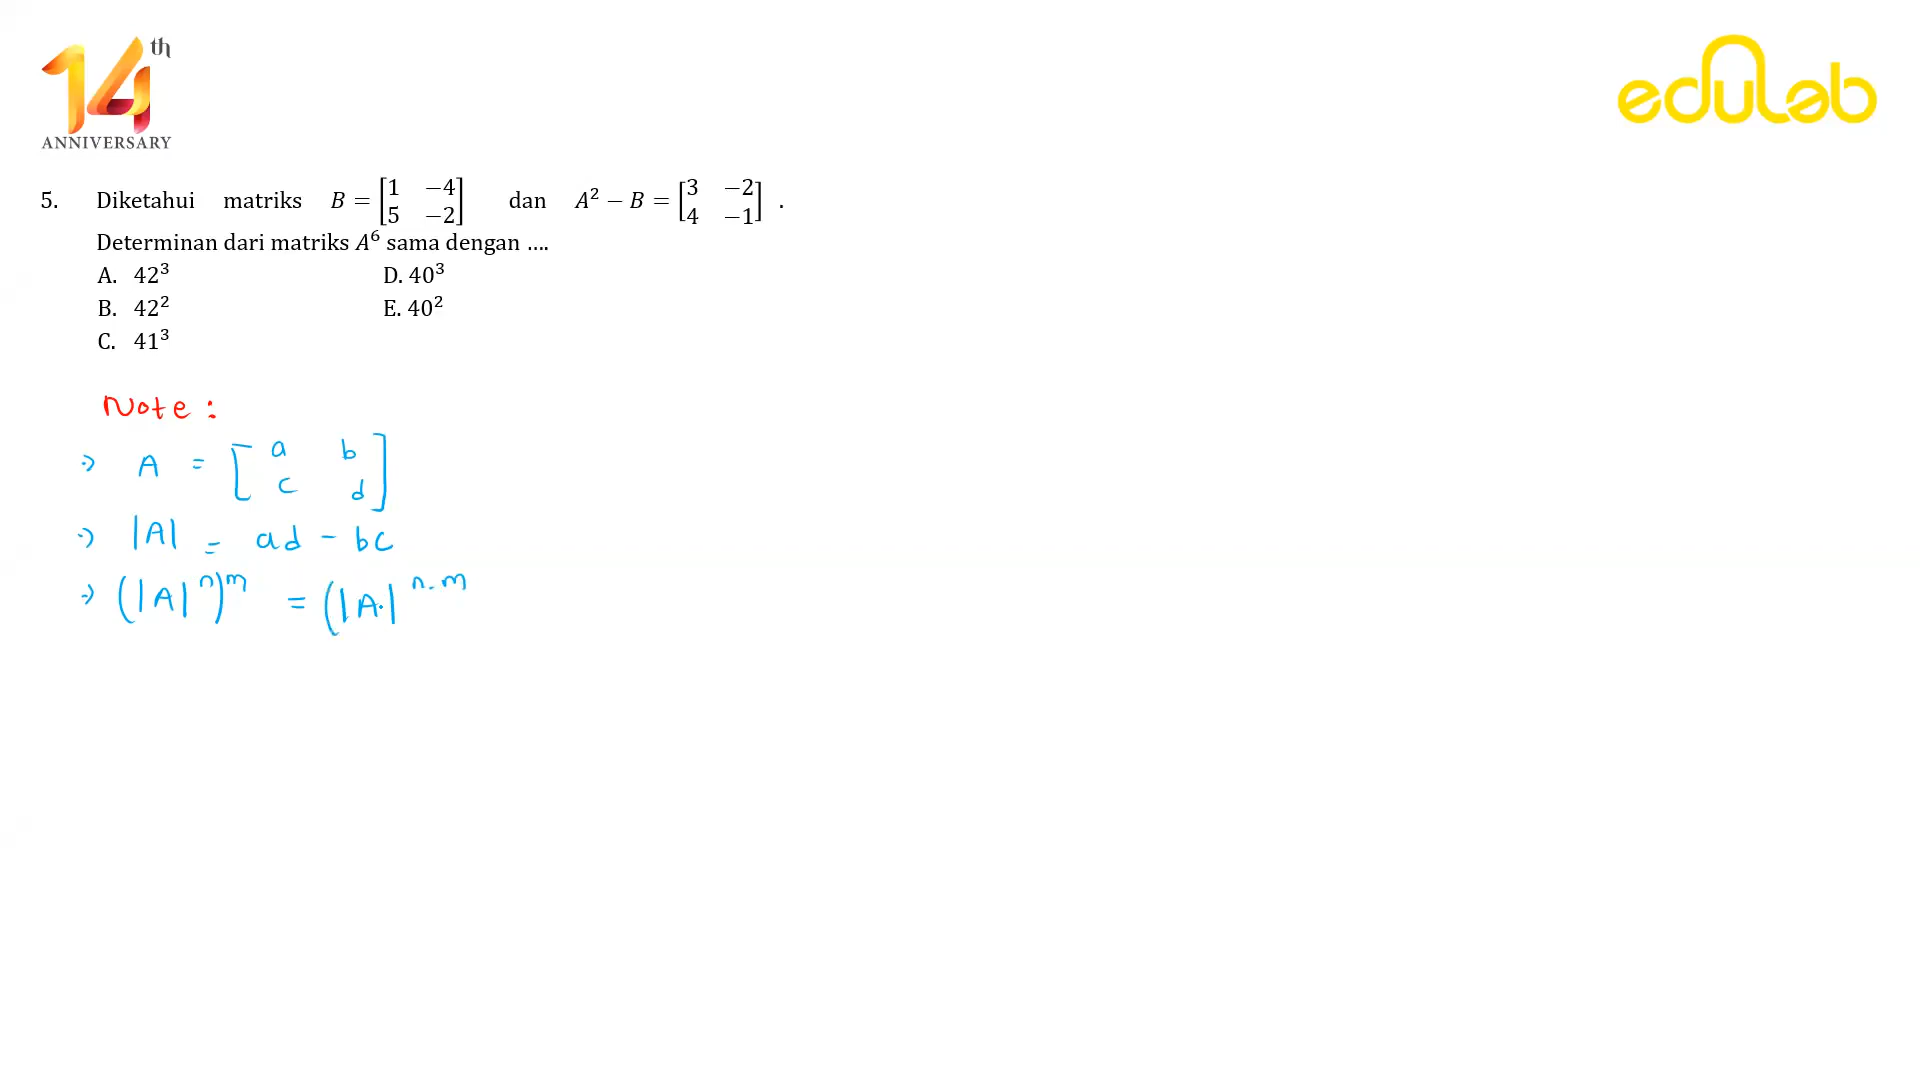 14th
ANNIVERSARY
edulab
5. Diketahui matriks B = [1 −4; 5 −2] dan A² − B = [3 −2; 4 −1] .
Determinan dari matriks A⁶ sama dengan ....
A. 42³ D. 40³
B. 42² E. 40²
C. 41³
Note :
→ A = [a b; c d]
→ |A| = ad - bc
→ (|A|ⁿ)ᵐ = (|A|ⁿ·ᵐ